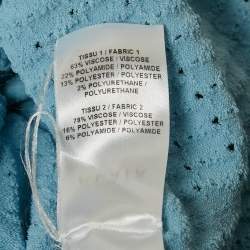 TISSU 1 / FABRIC 1
63% VISCOSE / VISCOSE
22% POLYAMIDE / POLYAMIDE
13% POLYESTER / POLYESTER
2% POLYURETHANE /
POLYURETHANE
TISSU 2 / FABRIC 2
78% VISCOSE / VISCOSE
16% POLYAMIDE / POLYAMIDE
6% POLYESTER / POLYESTER